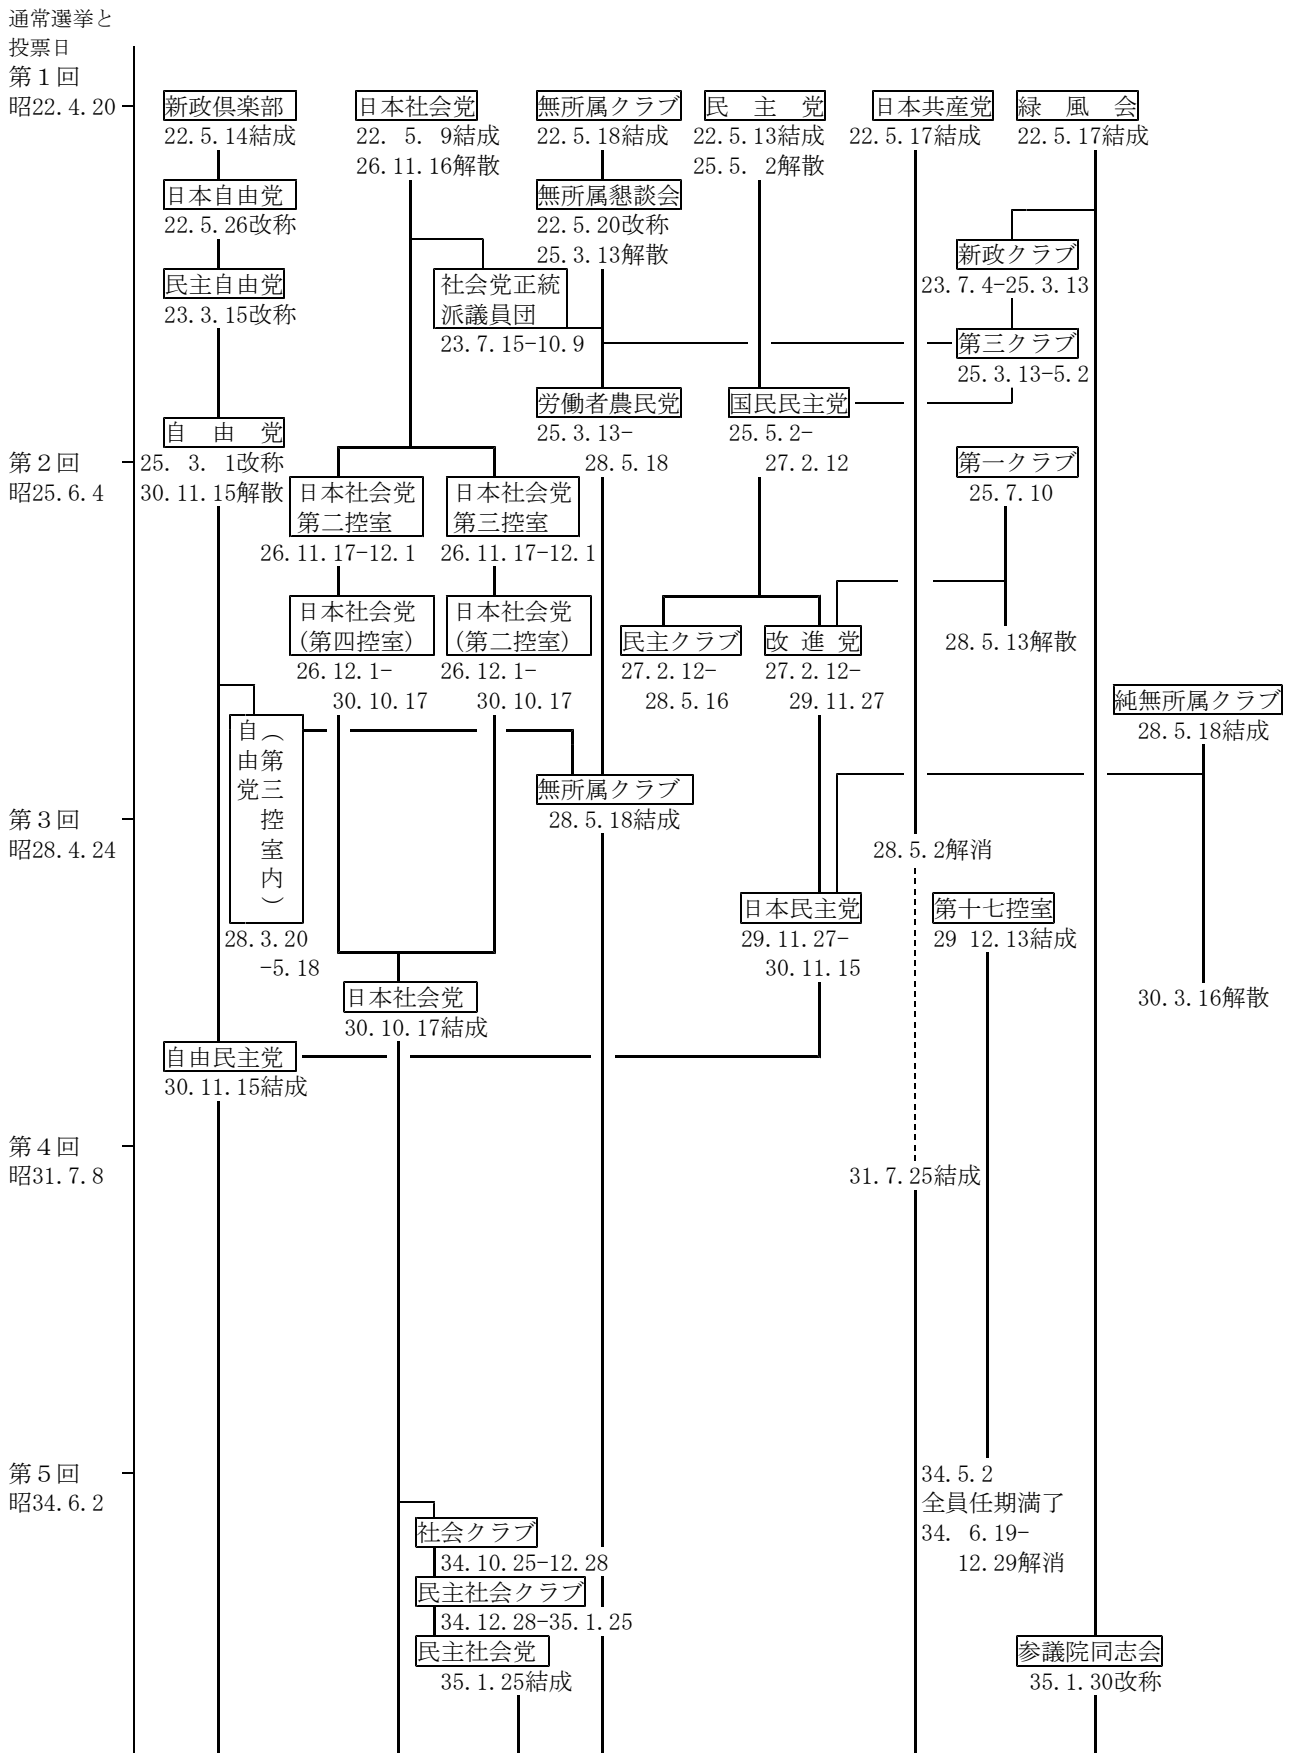 通常選挙と
投票日
第１回
昭22.4.20
新政倶楽部
22.5.14結成
日本自由党
22.5.26改称
民主自由党
23.3.15改称
自　由　党
25. 3. 1改称
30.11.15解散
日本社会党
22. 5. 9結成
26.11.16解散
社会党正統
派議員団
23.7.15-10.9
無所属クラブ
22.5.18結成
無所属懇談会
22.5.20改称
25.3.13解散
労働者農民党
25.3.13-
28.5.18
民　主　党
22.5.13結成
25.5. 2解散
国民民主党
25.5.2-
27.2.12
日本共産党
22.5.17結成
緑　風　会
22.5.17結成
新政クラブ
23.7.4-25.3.13
第三クラブ
25.3.13-5.2
第２回
昭25.6.4
第一クラブ
25.7.10
28.5.13解散
日本社会党
第二控室
26.11.17-12.1
日本社会党
第三控室
26.11.17-12.1
日本社会党
(第四控室)
26.12.1-
30.10.17
日本社会党
(第二控室)
26.12.1-
30.10.17
民主クラブ
27.2.12-
28.5.16
改 進 党
27.2.12-
29.11.27
純無所属クラブ
28.5.18結成
30.3.16解散
自由党
（第三控室内）
28.3.20
-5.18
無所属クラブ
28.5.18結成
第３回
昭28.4.24
28.5.2解消
日本民主党
29.11.27-
30.11.15
第十七控室
29 12.13結成
日本社会党
30.10.17結成
自由民主党
30.11.15結成
第４回
昭31.7.8
31.7.25結成
第５回
昭34.6.2
34.5.2
全員任期満了
34. 6.19-
12.29解消
社会クラブ
34.10.25-12.28
民主社会クラブ
34.12.28-35.1.25
民主社会党
35.1.25結成
参議院同志会
35.1.30改称